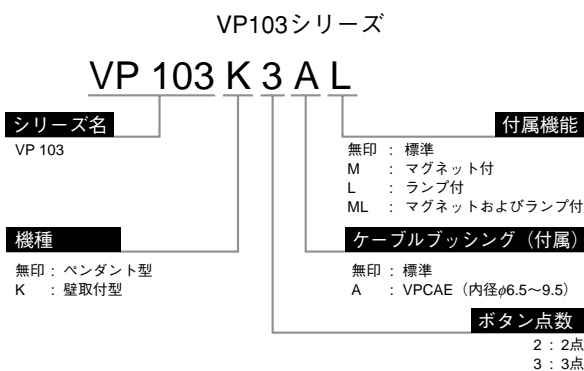 VP103シリーズ
VP 103 K 3 A L
シリーズ名
VP 103
付属機能
無印 : 標準
M : マグネット付
L : ランプ付
ML : マグネットおよびランプ付
機種
無印 : ペンダント型
K : 壁取付型
ケーブルブッシング（付属）
無印 : 標準
A : VPCAE（内径φ6.5～9.5）
ボタン点数
2 : 2点
3 : 3点